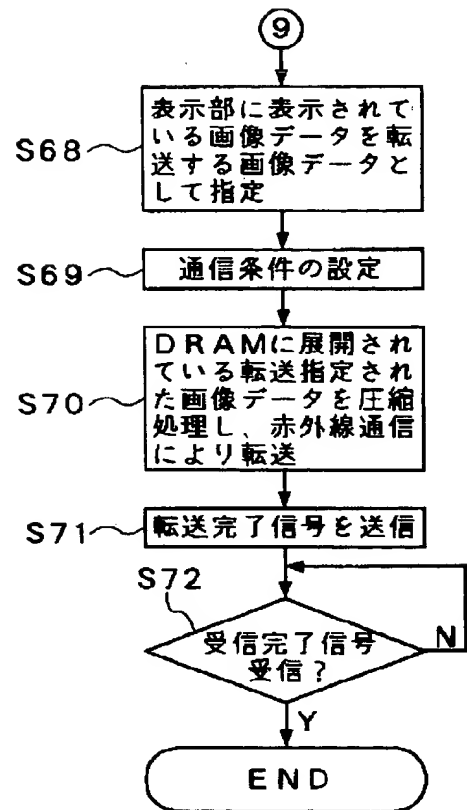 9
表示部に表示されて
S68
いる画像データを転
送する画像データと
して指定
S69
通信条件の設定
DRAMに展開され
ている転送指定され
S70
た画像データを圧縮
処理し、赤外線通信
により転送
S71
転送完了信号を送信
S72
受信完了信号
N
受信?
Y
END